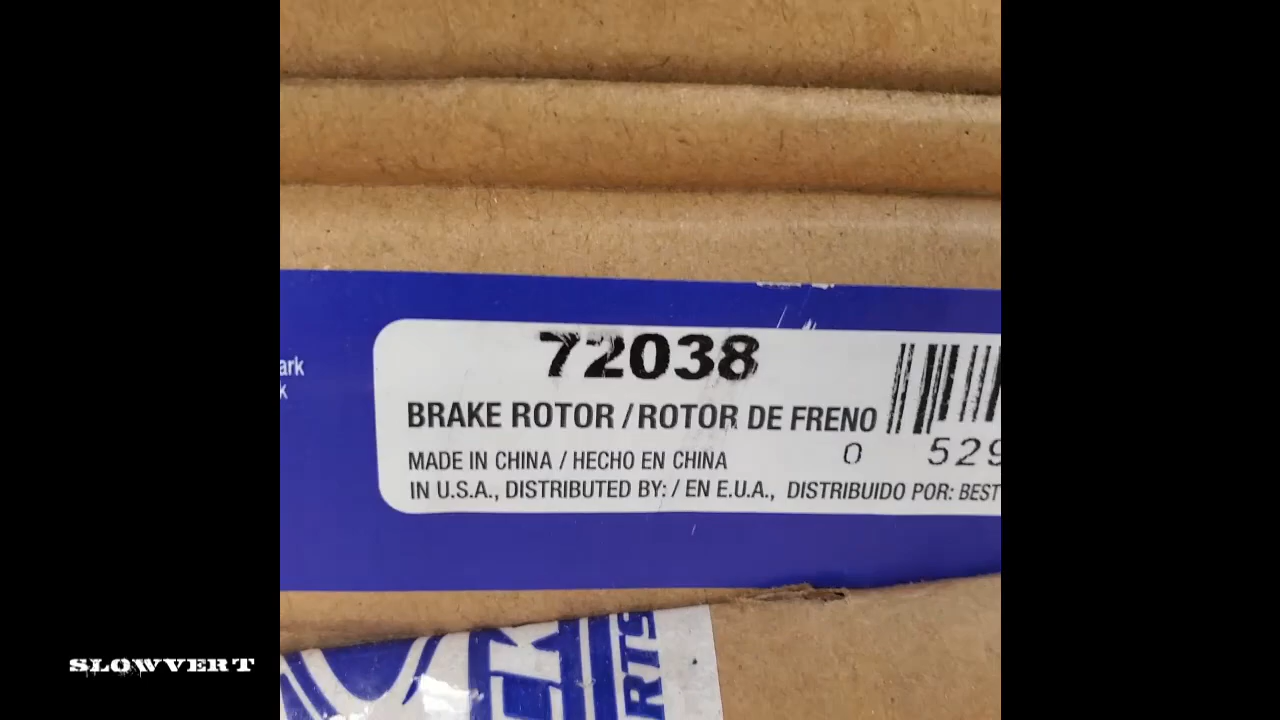 ark
k
72038
BRAKE ROTOR / ROTOR DE FRENO
MADE IN CHINA / HECHO EN CHINA
0 529
IN U.S.A., DISTRIBUTED BY: / EN E.U.A., DISTRIBUIDO POR: BEST
RTS
SLOWVERT